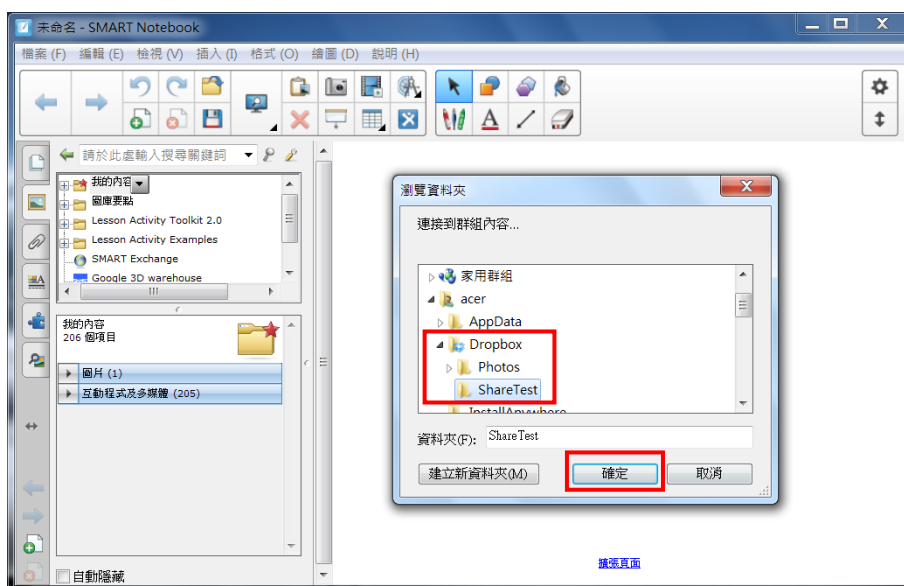 未命名 - SMART Notebook
檔案 (F) 編輯 (E) 檢視 (V) 插入 (I) 格式 (O) 繪圖 (D) 說明 (H)
請於此處輸入搜尋關鍵詞
我的內容
圖庫要點
Lesson Activity Toolkit 2.0
Lesson Activity Examples
SMART Exchange
Google 3D warehouse
我的內容
206 個項目
圖片 (1)
互動程式及多媒體 (205)
自動隱藏
瀏覽資料夾
連接到群組內容...
家用群組
acer
AppData
Dropbox
Photos
ShareTest
InstallAnywhere
資料夾(F): ShareTest
建立新資料夾(M) 確定 取消
擴張頁面